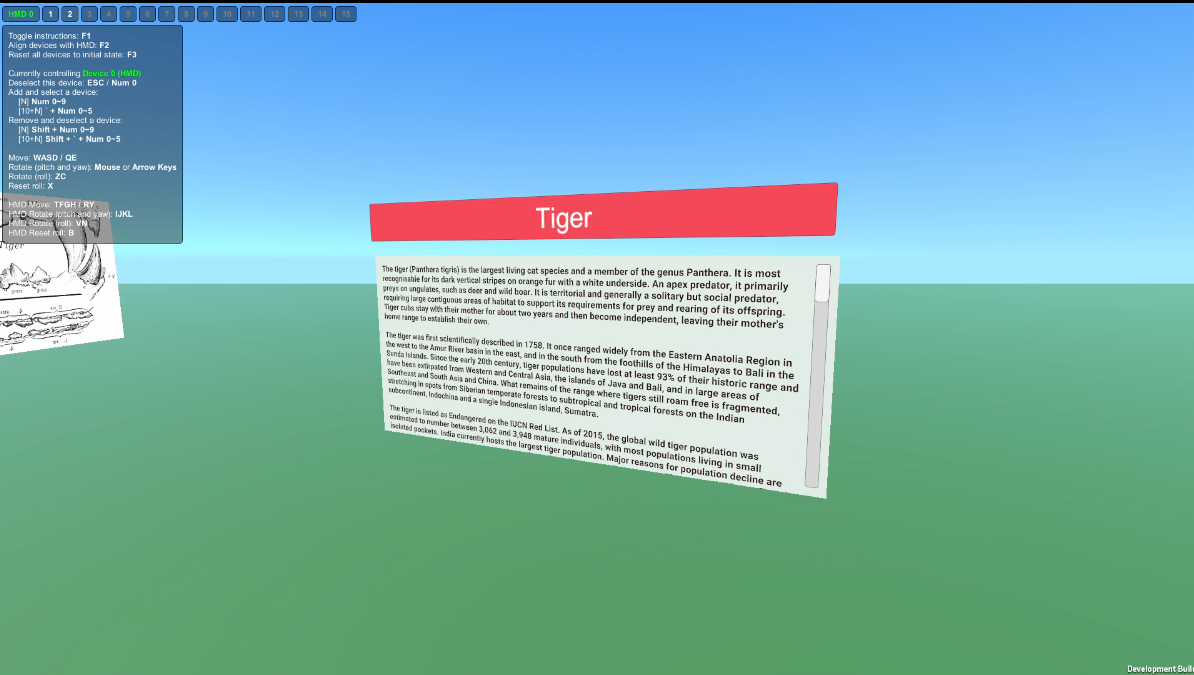 HMD 0 1 2 3 4 5 6 7 8 9 10 11 12 13 14 15
Toggle instructions: F1
Align devices with HMD: F2
Reset all devices to initial state: F3
Currently controlling Device 0 (HMD)
Deselect this device: ESC / Num 0
Add and select a device:
[N] Num 0~9
[10+N] ` + Num 0~5
Remove and deselect a device:
[N] Shift + Num 0~9
[10+N] Shift + ` + Num 0~5
Move: WASD / QE
Rotate (pitch and yaw): Mouse or Arrow Keys
Rotate (roll): ZC
Reset roll: X
HMD Move: TFGH / RY
HMD Rotate (pitch and yaw): IJKL
HMD Rotate (roll): VN
HMD Reset roll: B
Tiger
Tiger
The tiger (Panthera tigris) is the largest living cat species and a member of the genus Panthera. It is most
recognisable for its dark vertical stripes on orange fur with a white underside. An apex predator, it primarily
preys on ungulates, such as deer and wild boar. It is territorial and generally a solitary but social predator,
requiring large contiguous areas of habitat to support its requirements for prey and rearing of its offspring.
Tiger cubs stay with their mother for about two years and then become independent, leaving their mother's
home range to establish their own.
The tiger was first scientifically described in 1758. It once ranged widely from the Eastern Anatolia Region in
the west to the Amur River basin in the east, and in the south from the foothills of the Himalayas to Bali in the
Sunda Islands. Since the early 20th century, tiger populations have lost at least 93% of their historic range and
have been extirpated from Western and Central Asia, the islands of Java and Bali, and in large areas of
Southeast and South Asia and China. What remains of the range where tigers still roam free is fragmented,
stretching in spots from Siberian temperate forests to subtropical and tropical forests on the Indian
subcontinent, Indochina and a single Indonesian island, Sumatra.
The tiger is listed as Endangered on the IUCN Red List. As of 2015, the global wild tiger population was
estimated to number between 3,062 and 3,948 mature individuals, with most populations living in small
isolated pockets. India currently hosts the largest tiger population. Major reasons for population decline are
Development Build